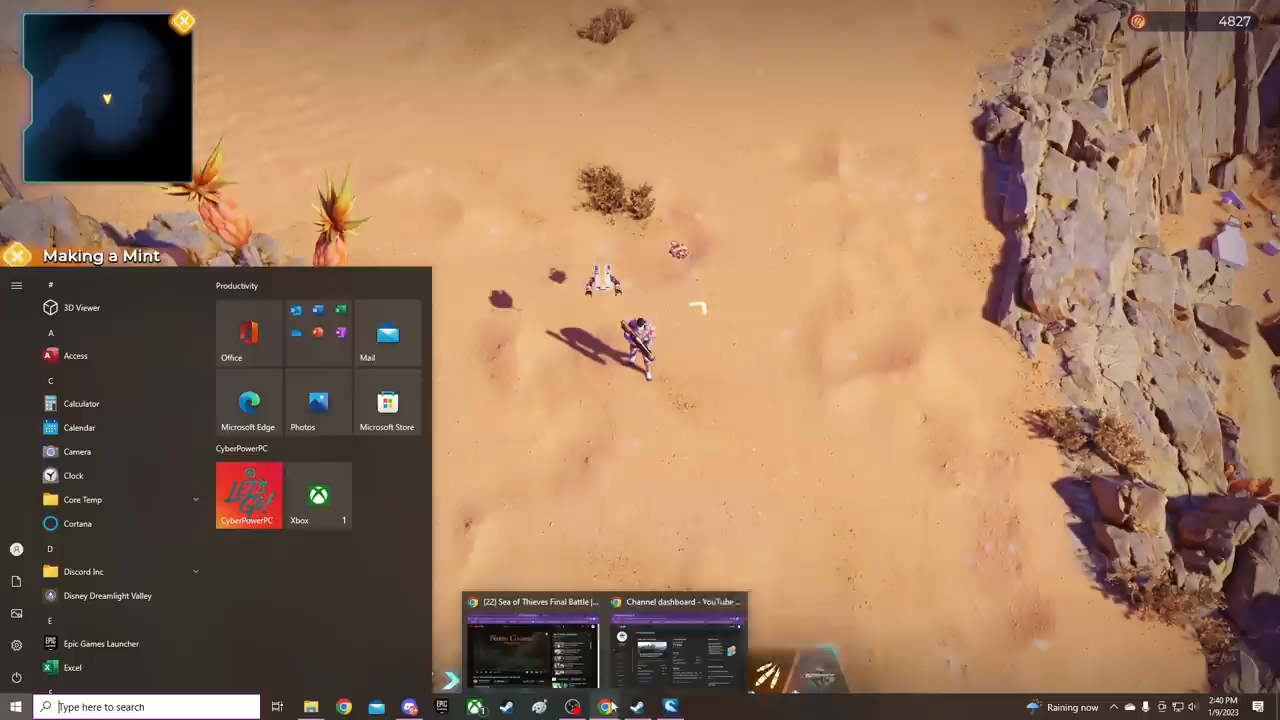 4827
Making a Mint
#
3D Viewer
A
Access
C
Calculator
Calendar
Camera
Clock
Core Temp
Cortana
D
Discord Inc
Disney Dreamlight Valley
E
Epic Games Launcher
Excel
Productivity
Office
Mail
Microsoft Edge
Photos
Microsoft Store
CyberPowerPC
LET'S GO!
CyberPowerPC
Xbox 1
(22) Sea of Thieves Final Battle |...
Channel dashboard - YouTube ...
Type here to search
Raining now
2:40 PM
1/9/2023